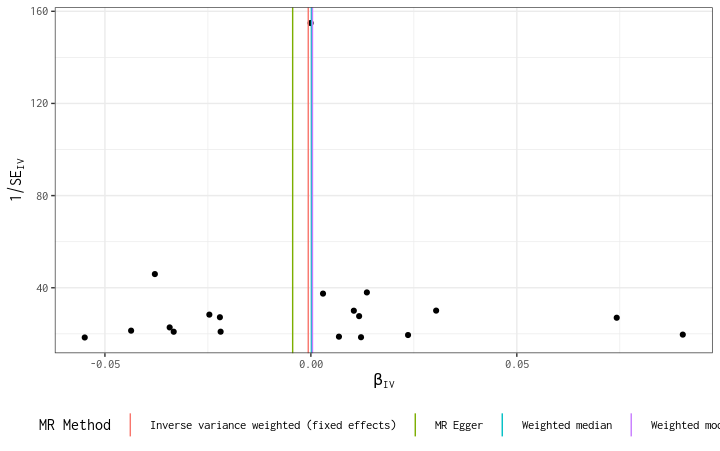 160
120
80
40
1/SE_IV
-0.05 0.00 0.05
β_IV
MR Method Inverse variance weighted (fixed effects) MR Egger Weighted median Weighted